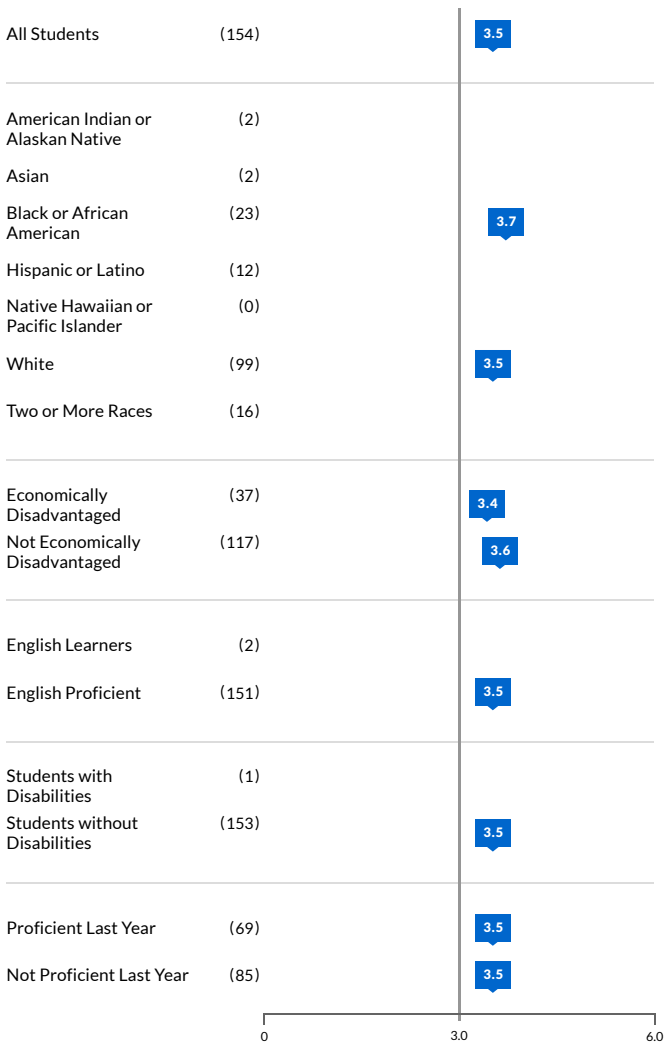 All Students (154) 3.5
American Indian or (2)
Alaskan Native
Asian (2)
Black or African (23) 3.7
American
Hispanic or Latino (12)
Native Hawaiian or (0)
Pacific Islander
White (99) 3.5
Two or More Races (16)
Economically (37) 3.4
Disadvantaged
Not Economically (117) 3.6
Disadvantaged
English Learners (2)
English Proficient (151) 3.5
Students with (1)
Disabilities
Students without (153) 3.5
Disabilities
Proficient Last Year (69) 3.5
Not Proficient Last Year (85) 3.5
0 3.0 6.0